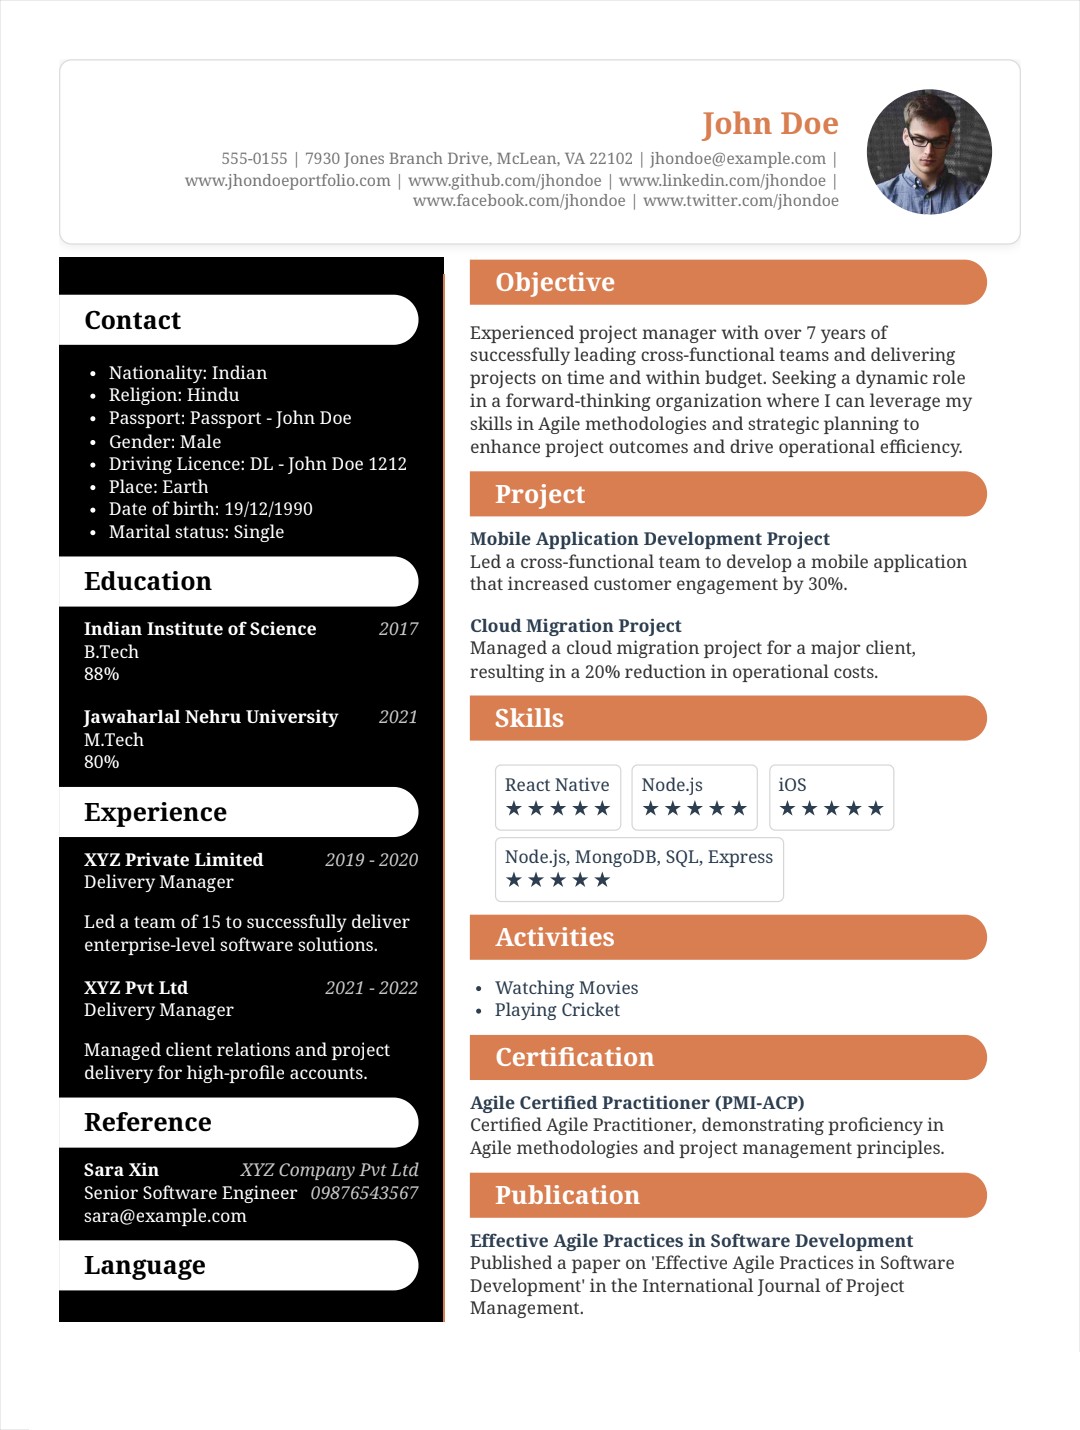 John Doe
555-0155 | 7930 Jones Branch Drive, McLean, VA 22102 | jhondoe@example.com |
www.jhondoeportfolio.com | www.github.com/jhondoe | www.linkedin.com/jhondoe |
www.facebook.com/jhondoe | www.twitter.com/jhondoe
Contact
• Nationality: Indian
• Religion: Hindu
• Passport: Passport - John Doe
• Gender: Male
• Driving Licence: DL - John Doe 1212
• Place: Earth
• Date of birth: 19/12/1990
• Marital status: Single
Education
Indian Institute of Science 2017
B.Tech
88%
Jawaharlal Nehru University 2021
M.Tech
80%
Experience
XYZ Private Limited 2019 - 2020
Delivery Manager
Led a team of 15 to successfully deliver
enterprise-level software solutions.
XYZ Pvt Ltd 2021 - 2022
Delivery Manager
Managed client relations and project
delivery for high-profile accounts.
Reference
Sara Xin XYZ Company Pvt Ltd
Senior Software Engineer 09876543567
sara@example.com
Language
Objective
Experienced project manager with over 7 years of
successfully leading cross-functional teams and delivering
projects on time and within budget. Seeking a dynamic role
in a forward-thinking organization where I can leverage my
skills in Agile methodologies and strategic planning to
enhance project outcomes and drive operational efficiency.
Project
Mobile Application Development Project
Led a cross-functional team to develop a mobile application
that increased customer engagement by 30%.
Cloud Migration Project
Managed a cloud migration project for a major client,
resulting in a 20% reduction in operational costs.
Skills
React Native
★★★★★
Node.js
★★★★★
iOS
★★★★★
Node.js, MongoDB, SQL, Express
★★★★★
Activities
• Watching Movies
• Playing Cricket
Certification
Agile Certified Practitioner (PMI-ACP)
Certified Agile Practitioner, demonstrating proficiency in
Agile methodologies and project management principles.
Publication
Effective Agile Practices in Software Development
Published a paper on 'Effective Agile Practices in Software
Development' in the International Journal of Project
Management.